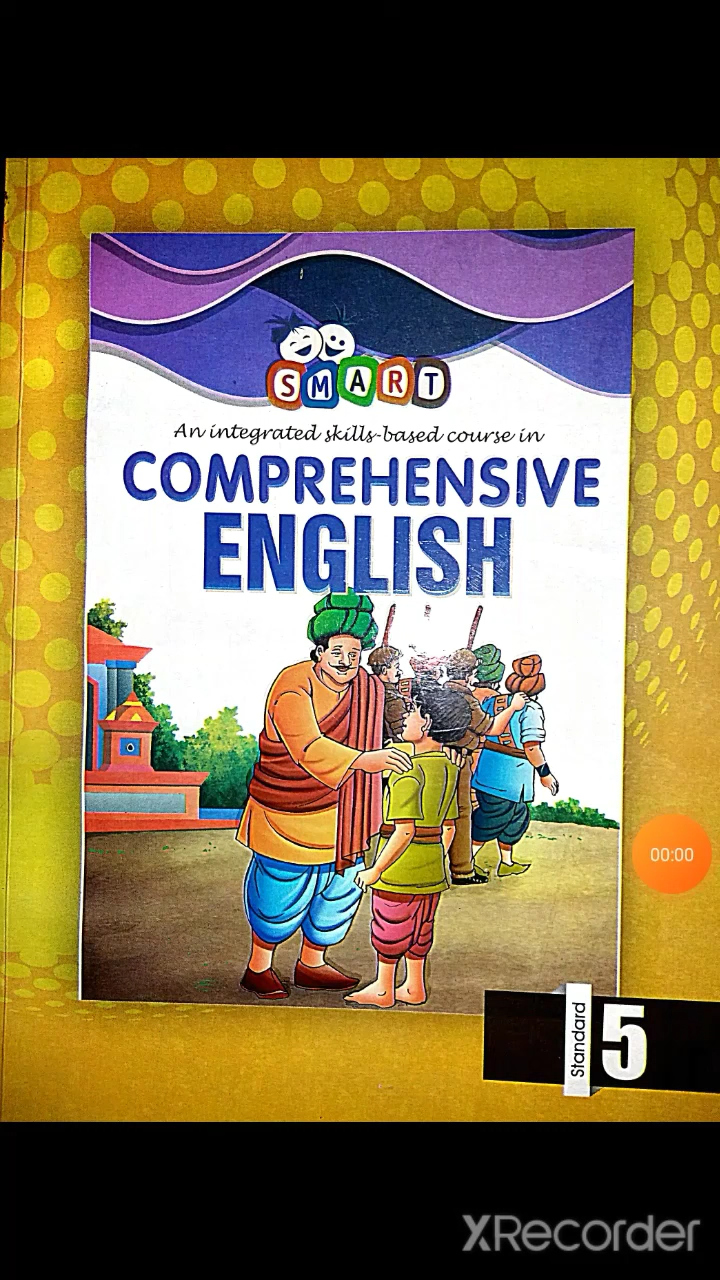 SMART
An integrated skills-based course in
COMPREHENSIVE
ENGLISH
00:00
Standard
5
XRecorder